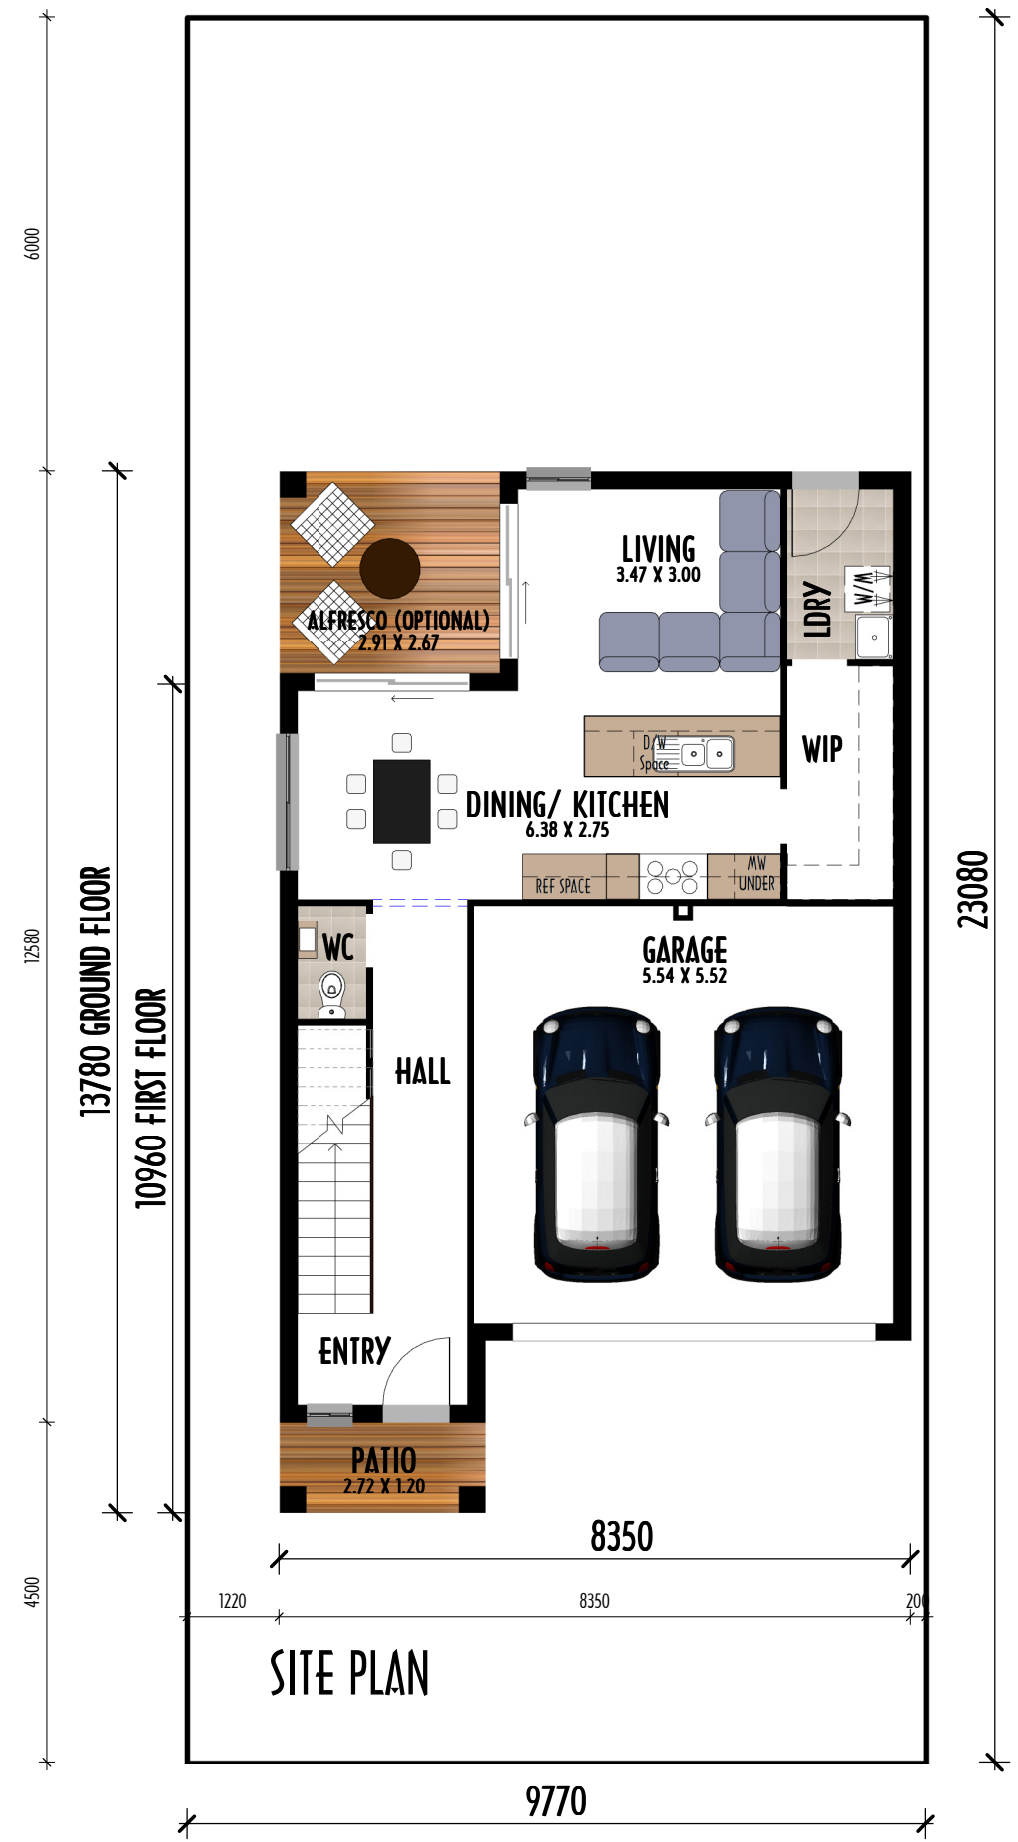 6000
LIVING
3.47 X 3.00
LDRY
W/M
ALFRESCO (OPTIONAL)
2.91 X 2.67
D/W
Space
WIP
DINING/ KITCHEN
6.38 X 2.75
REF SPACE
MW
UNDER
13780 GROUND FLOOR
10960 FIRST FLOOR
12580
23080
WC
GARAGE
5.54 X 5.52
HALL
ENTRY
PATIO
2.72 X 1.20
8350
4500
1220
8350
200
SITE PLAN
9770